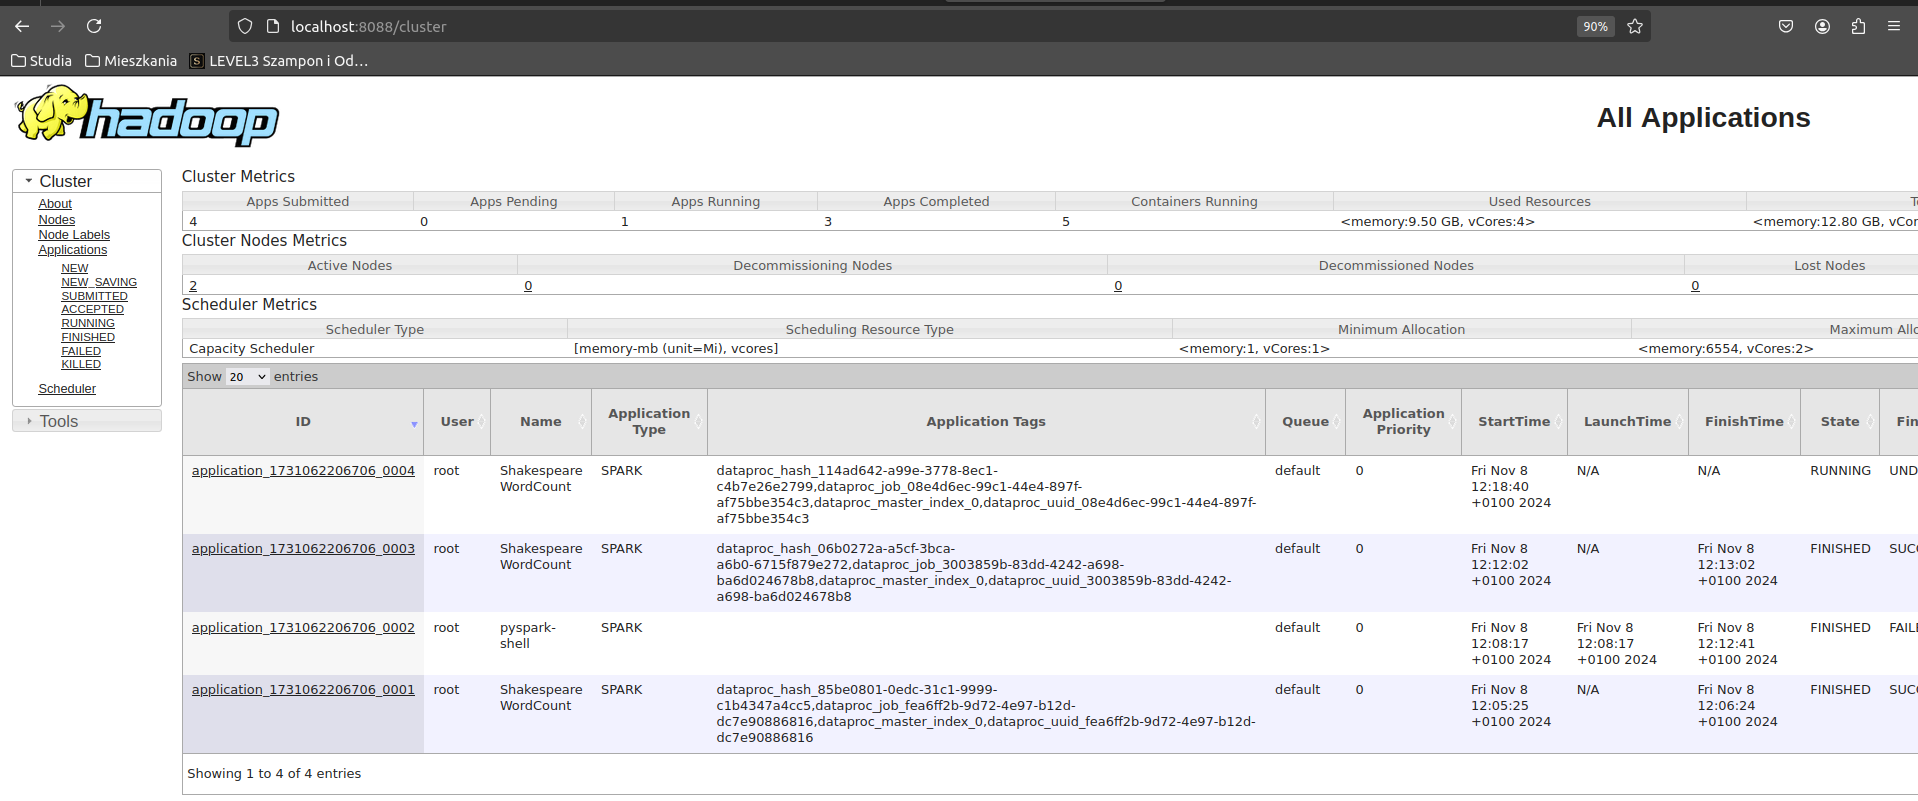 localhost:8088/cluster
90%
Studia
Mieszkania
S
LEVEL3 Szampon i Od…
hadoop
All Applications
Cluster
About
Nodes
Node Labels
Applications
NEW
NEW_SAVING
SUBMITTED
ACCEPTED
RUNNING
FINISHED
FAILED
KILLED
Scheduler
Tools
Cluster Metrics
Apps Submitted Apps Pending Apps Running Apps Completed Containers Running Used Resources
4 0 1 3 5 <memory:9.50 GB, vCores:4> <memory:12.80 GB, vCor
Cluster Nodes Metrics
Active Nodes Decommissioning Nodes Decommissioned Nodes Lost Nodes
2 0 0 0
Scheduler Metrics
Scheduler Type Scheduling Resource Type Minimum Allocation Maximum Allo
Capacity Scheduler [memory-mb (unit=Mi), vcores] <memory:1, vCores:1> <memory:6554, vCores:2>
Show 20 entries
ID User Name Application Type Application Tags Queue Application Priority StartTime LaunchTime FinishTime State Fin
application_1731062206706_0004 root Shakespeare SPARK dataproc_hash_114ad642-a99e-3778-8ec1- default 0 Fri Nov 8 N/A N/A RUNNING UND
WordCount c4b7e26e2799,dataproc_job_08e4d6ec-99c1-44e4-897f- 12:18:40
af75bbe354c3,dataproc_master_index_0,dataproc_uuid_08e4d6ec-99c1-44e4-897f- +0100 2024
af75bbe354c3
application_1731062206706_0003 root Shakespeare SPARK dataproc_hash_06b0272a-a5cf-3bca- default 0 Fri Nov 8 N/A Fri Nov 8 FINISHED SUC
WordCount a6b0-6715f879e272,dataproc_job_3003859b-83dd-4242-a698- 12:12:02 12:13:02
ba6d024678b8,dataproc_master_index_0,dataproc_uuid_3003859b-83dd-4242- +0100 2024 +0100 2024
a698-ba6d024678b8
application_1731062206706_0002 root pyspark- SPARK default 0 Fri Nov 8 Fri Nov 8 Fri Nov 8 FINISHED FAIL
shell 12:08:17 12:08:17 12:12:41
+0100 2024 +0100 2024 +0100 2024
application_1731062206706_0001 root Shakespeare SPARK dataproc_hash_85be0801-0edc-31c1-9999- default 0 Fri Nov 8 N/A Fri Nov 8 FINISHED SUC
WordCount c1b4347a4cc5,dataproc_job_fea6ff2b-9d72-4e97-b12d- 12:05:25 12:06:24
dc7e90886816,dataproc_master_index_0,dataproc_uuid_fea6ff2b-9d72-4e97-b12d- +0100 2024 +0100 2024
dc7e90886816
Showing 1 to 4 of 4 entries